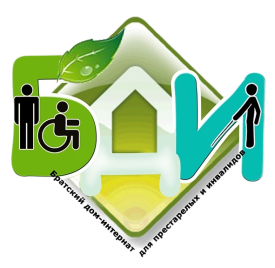 БДИ
Братский дом-интернат
для престарелых и инвалидов